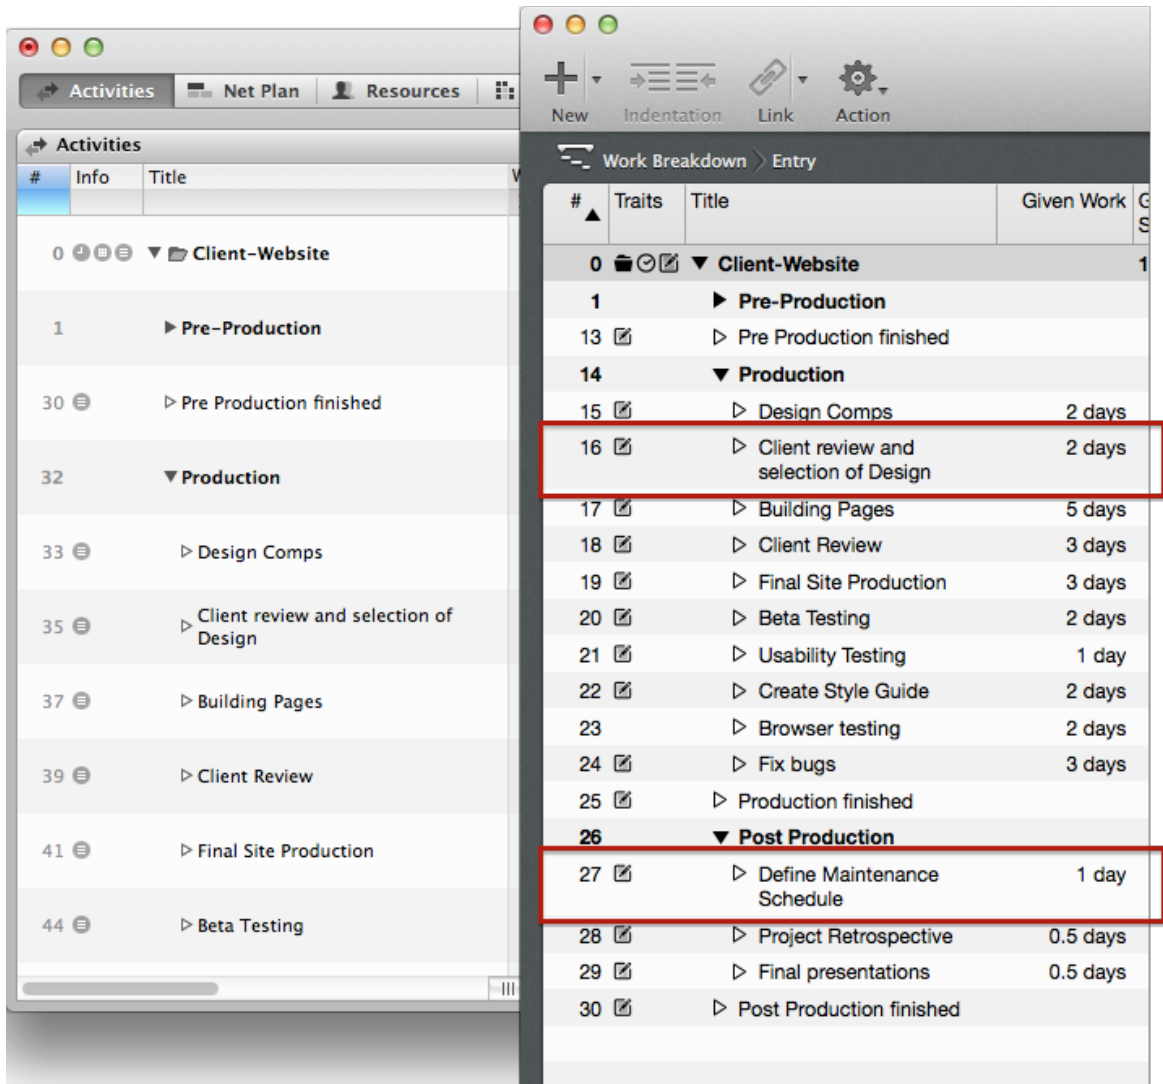 Activities Net Plan Resources
Activities
# Info Title
0 Client-Website
1 Pre-Production
30 Pre Production finished
32 Production
33 Design Comps
35 Client review and selection of
Design
37 Building Pages
39 Client Review
41 Final Site Production
44 Beta Testing
New Indentation Link Action
Work Breakdown Entry
# Traits Title Given Work
0 Client-Website 1
1 Pre-Production
13 Pre Production finished
14 Production
15 Design Comps 2 days
16 Client review and 2 days
selection of Design
17 Building Pages 5 days
18 Client Review 3 days
19 Final Site Production 3 days
20 Beta Testing 2 days
21 Usability Testing 1 day
22 Create Style Guide 2 days
23 Browser testing 2 days
24 Fix bugs 3 days
25 Production finished
26 Post Production
27 Define Maintenance 1 day
Schedule
28 Project Retrospective 0.5 days
29 Final presentations 0.5 days
30 Post Production finished